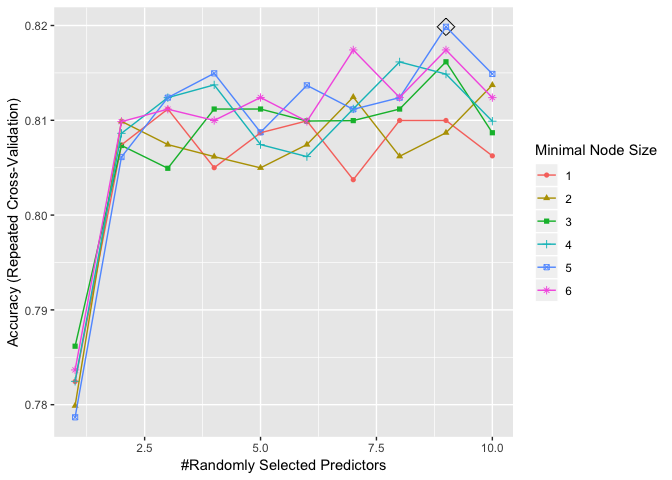 0.82
0.81
0.80
0.79
0.78
Accuracy (Repeated Cross-Validation)
2.5 5.0 7.5 10.0
#Randomly Selected Predictors
Minimal Node Size
1
2
3
4
5
6